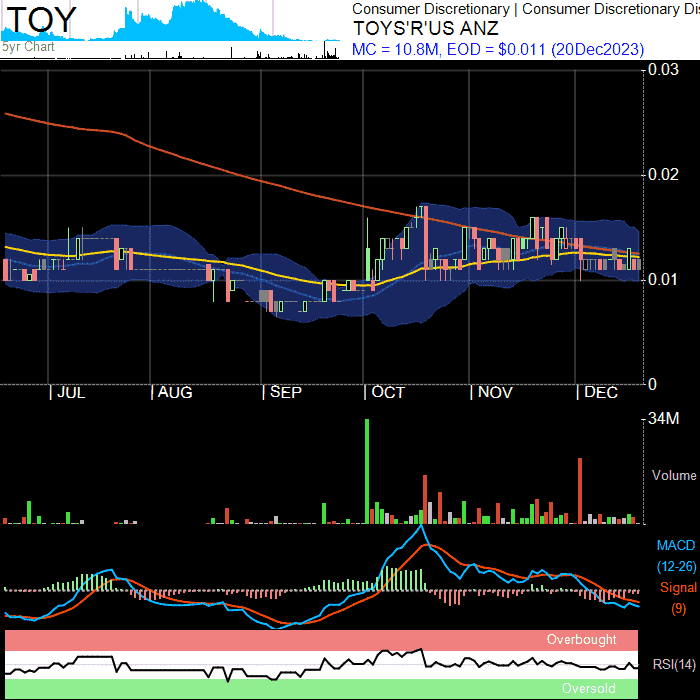 TOY
5yr Chart
Consumer Discretionary | Consumer Discretionary Dis
TOYS'R'US ANZ
MC = 10.8M, EOD = $0.011 (20Dec2023)
0.03
0.02
0.01
0
| JUL | AUG | SEP | OCT | NOV | DEC
34M
Volume
MACD
(12-26)
Signal
(9)
Overbought
RSI(14)
Oversold